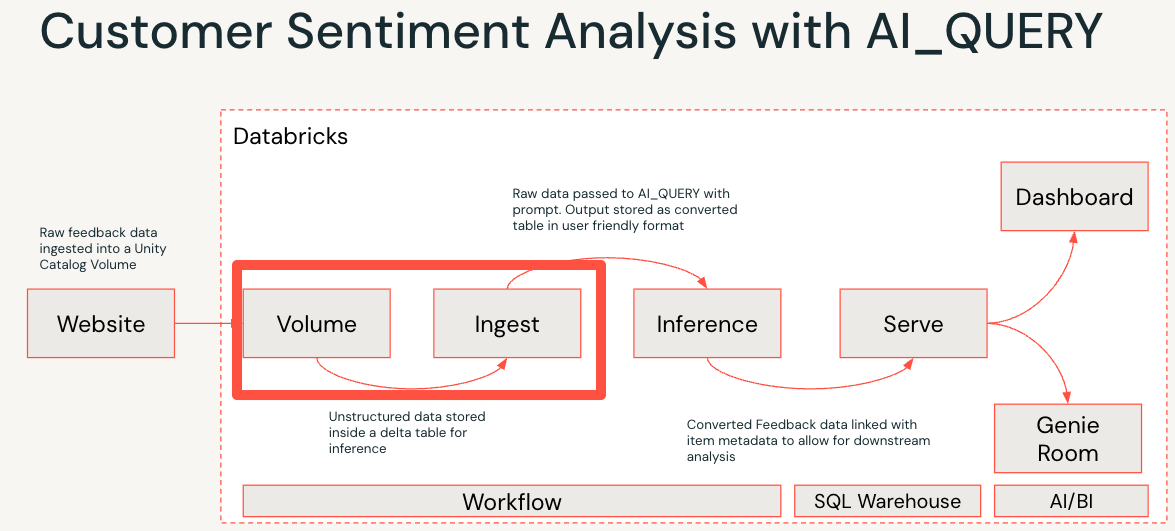 Customer Sentiment Analysis with AI_QUERY
Databricks
Raw feedback data
ingested into a Unity
Catalog Volume
Website
Volume
Ingest
Unstructured data stored
inside a delta table for
inference
Raw data passed to AI_QUERY with
prompt. Output stored as converted
table in user friendly format
Inference
Converted Feedback data linked with
item metadata to allow for downstream
analysis
Serve
Dashboard
Genie
Room
Workflow
SQL Warehouse
AI/BI